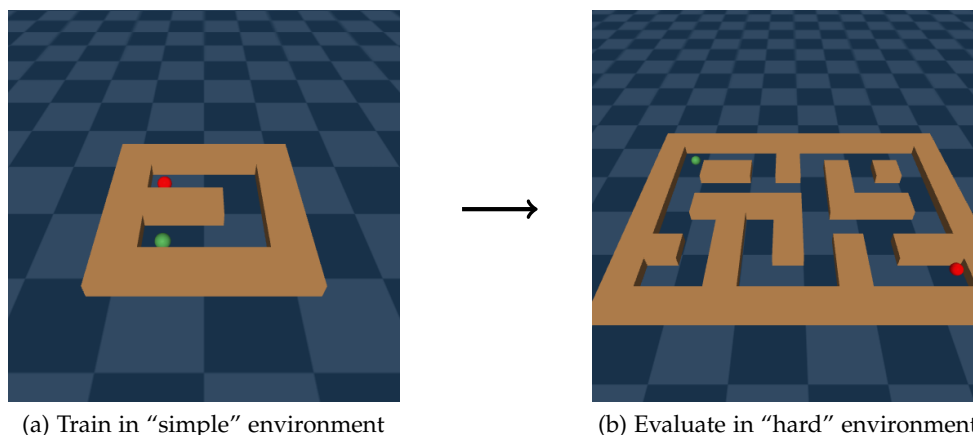 (a) Train in “simple” environment
(b) Evaluate in “hard” environment